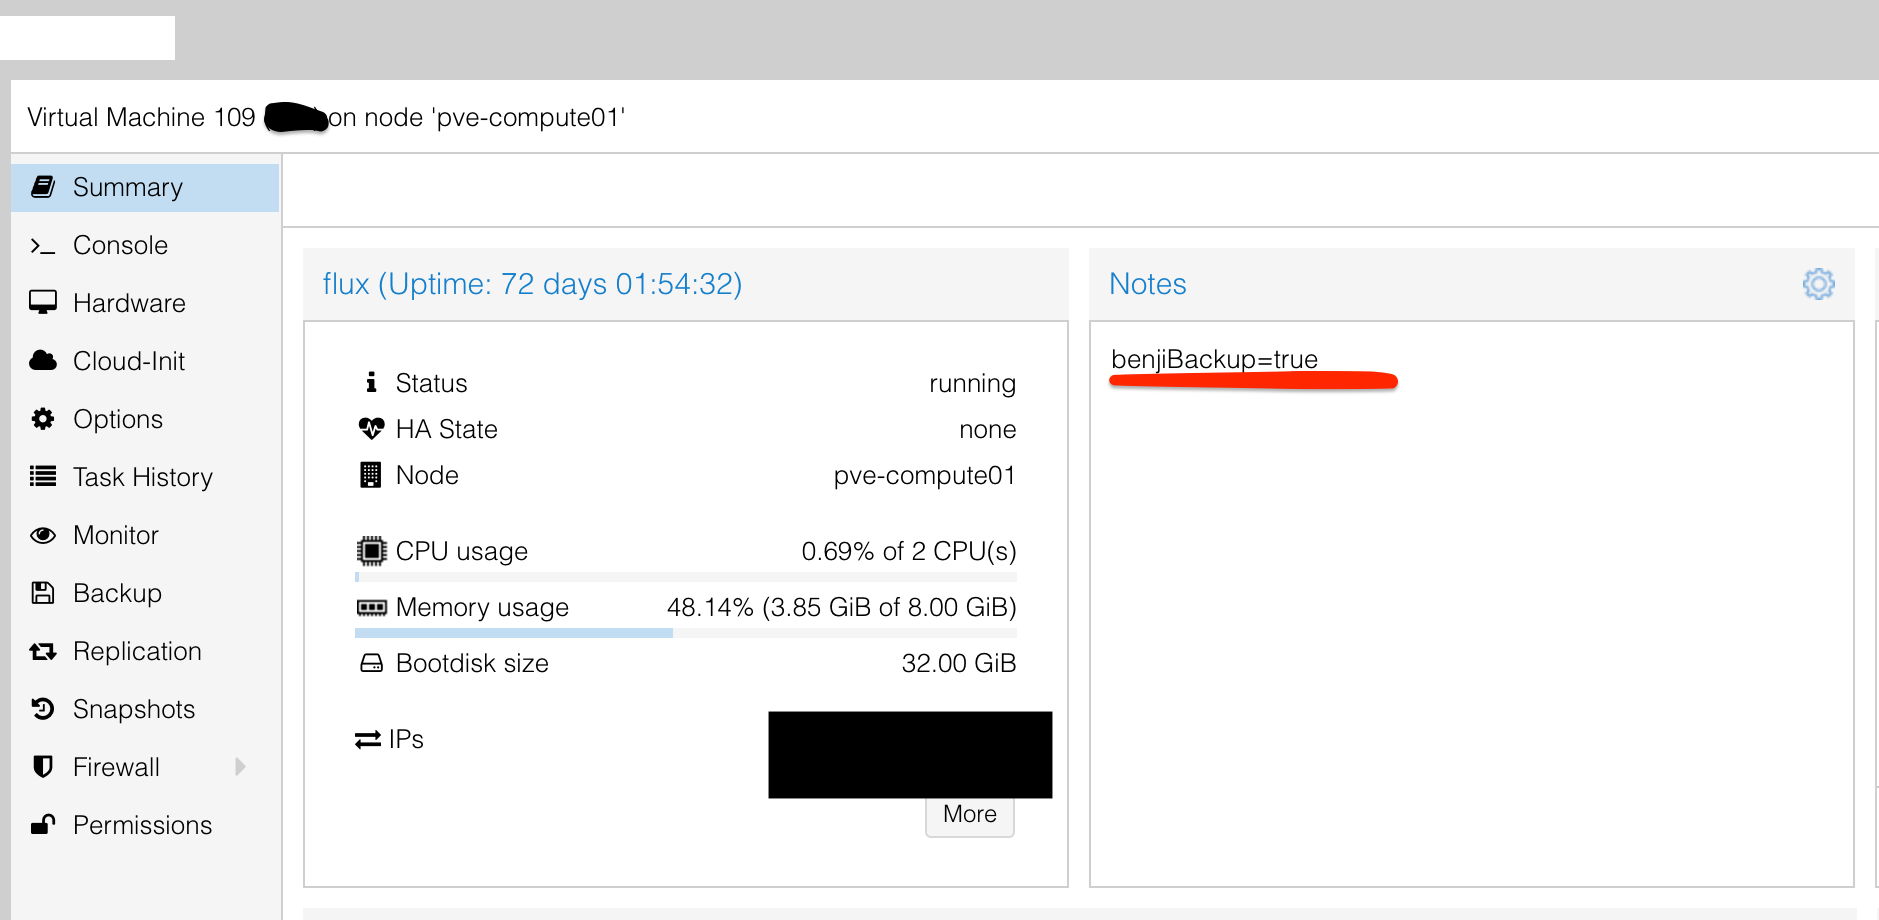 Virtual Machine 109 on node 'pve-compute01'
Summary
Console
Hardware
Cloud-Init
Options
Task History
Monitor
Backup
Replication
Snapshots
Firewall
Permissions
flux (Uptime: 72 days 01:54:32)
Status running
HA State none
Node pve-compute01
CPU usage 0.69% of 2 CPU(s)
Memory usage 48.14% (3.85 GiB of 8.00 GiB)
Bootdisk size 32.00 GiB
IPs
More
Notes
benjiBackup=true